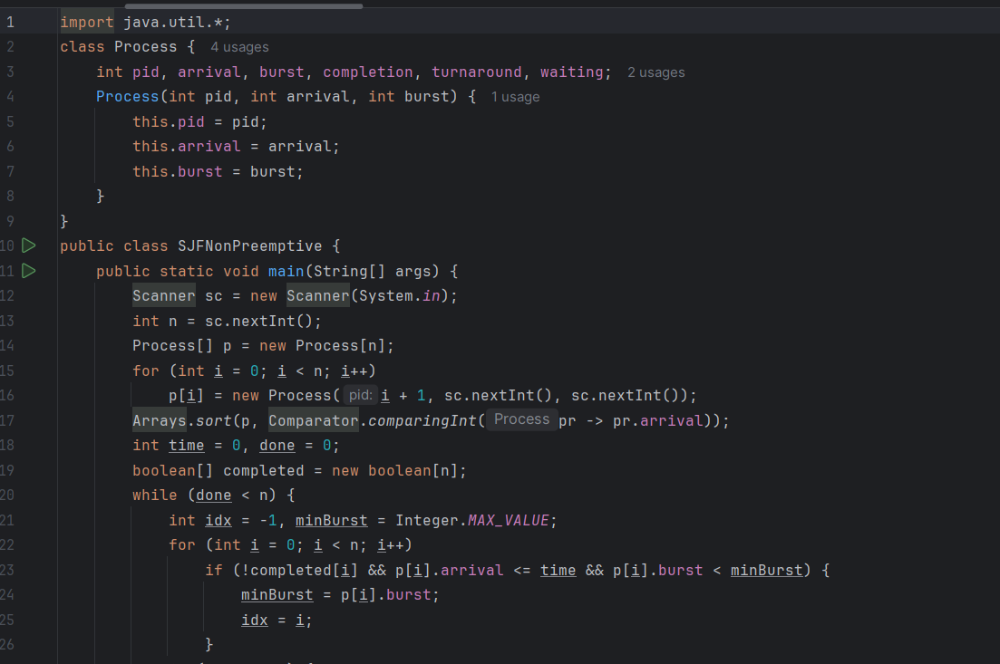 1 import java.util.*;
2 class Process { 4 usages
3 int pid, arrival, burst, completion, turnaround, waiting; 2 usages
4 Process(int pid, int arrival, int burst) { 1 usage
5 this.pid = pid;
6 this.arrival = arrival;
7 this.burst = burst;
8 }
9 }
10 public class SJFNonPreemptive {
11 public static void main(String[] args) {
12 Scanner sc = new Scanner(System.in);
13 int n = sc.nextInt();
14 Process[] p = new Process[n];
15 for (int i = 0; i < n; i++)
16 p[i] = new Process( pid: i + 1, sc.nextInt(), sc.nextInt());
17 Arrays.sort(p, Comparator.comparingInt( Process pr -> pr.arrival));
18 int time = 0, done = 0;
19 boolean[] completed = new boolean[n];
20 while (done < n) {
21 int idx = -1, minBurst = Integer.MAX_VALUE;
22 for (int i = 0; i < n; i++)
23 if (!completed[i] && p[i].arrival <= time && p[i].burst < minBurst) {
24 minBurst = p[i].burst;
25 idx = i;
26 }